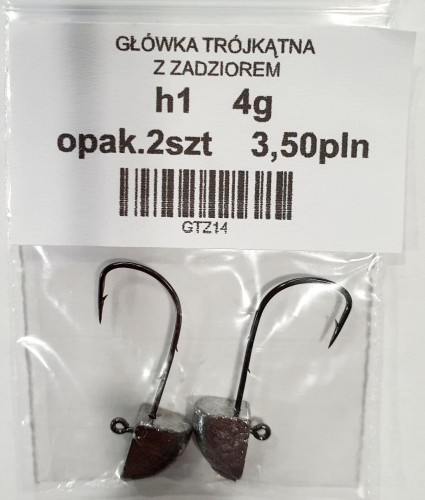 GŁÓWKA TRÓJKĄTNA
Z ZADZIOREM
h1 4g
opak.2szt 3,50pln
GTZ14